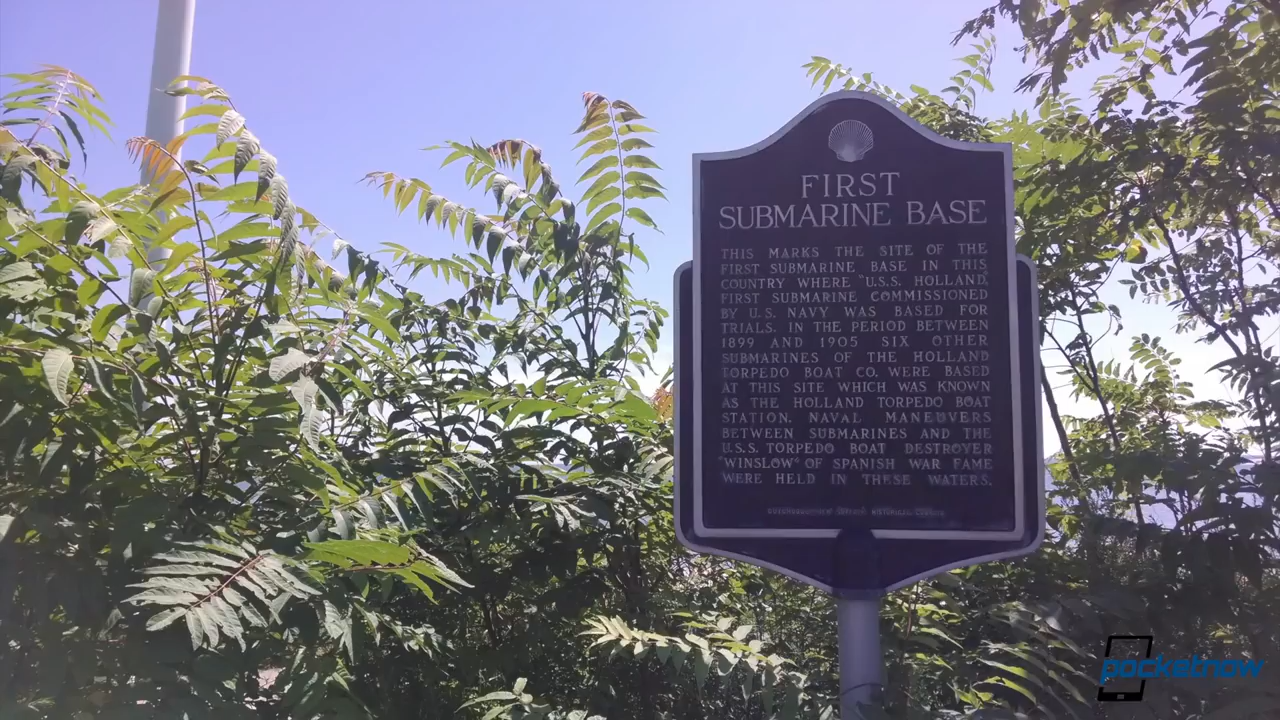 FIRST
SUBMARINE BASE
THIS MARKS THE SITE OF THE
FIRST SUBMARINE BASE IN THIS
COUNTRY WHERE "U.S.S. HOLLAND,"
FIRST SUBMARINE COMMISSIONED
BY U.S. NAVY WAS BASED FOR
TRIALS. IN THE PERIOD BETWEEN
1899 AND 1905 SIX OTHER
SUBMARINES OF THE HOLLAND
TORPEDO BOAT CO. WERE BASED
AT THIS SITE WHICH WAS KNOWN
AS THE HOLLAND TORPEDO BOAT
STATION. NAVAL MANEUVERS
BETWEEN SUBMARINES AND THE
U.S.S. TORPEDO BOAT DESTROYER
"WINSLOW" OF SPANISH WAR FAME
WERE HELD IN THESE WATERS.
HISTORICAL COUNCIL
pocketnow